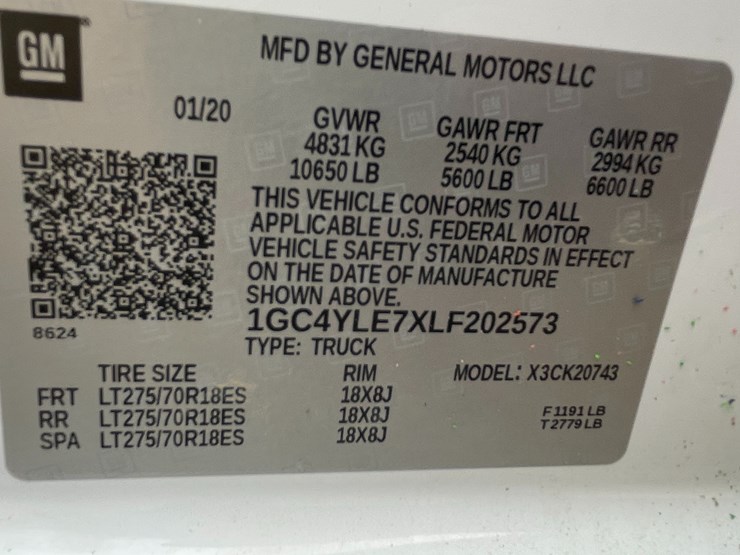 GM
MFD BY GENERAL MOTORS LLC
01/20
GVWR GAWR FRT GAWR RR
4831 KG 2540 KG 2994 KG
10650 LB 5600 LB 6600 LB
THIS VEHICLE CONFORMS TO ALL
APPLICABLE U.S. FEDERAL MOTOR
VEHICLE SAFETY STANDARDS IN EFFECT
ON THE DATE OF MANUFACTURE
SHOWN ABOVE.
8624
1GC4YLE7XLF202573
TYPE: TRUCK
TIRE SIZE RIM MODEL: X3CK20743
FRT LT275/70R18ES 18X8J
RR LT275/70R18ES 18X8J F1191 LB
SPA LT275/70R18ES 18X8J T2779 LB